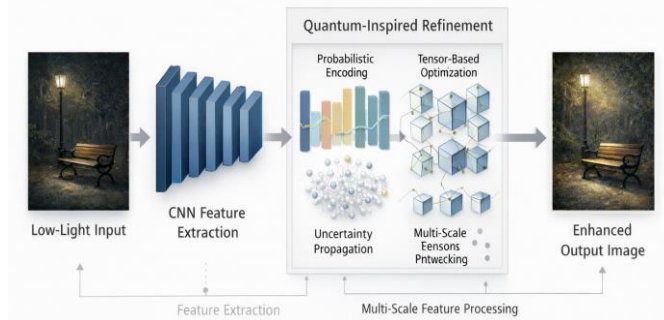 Quantum-Inspired Refinement
Probabilistic
Encoding
Tensor-Based
Optimization
Low-Light Input
CNN Feature
Extraction
Uncertainty
Propagation
Multi-Scale
Eensons
Pntwecking
Enhanced
Output Image
Feature Extraction
Multi-Scale Feature Processing